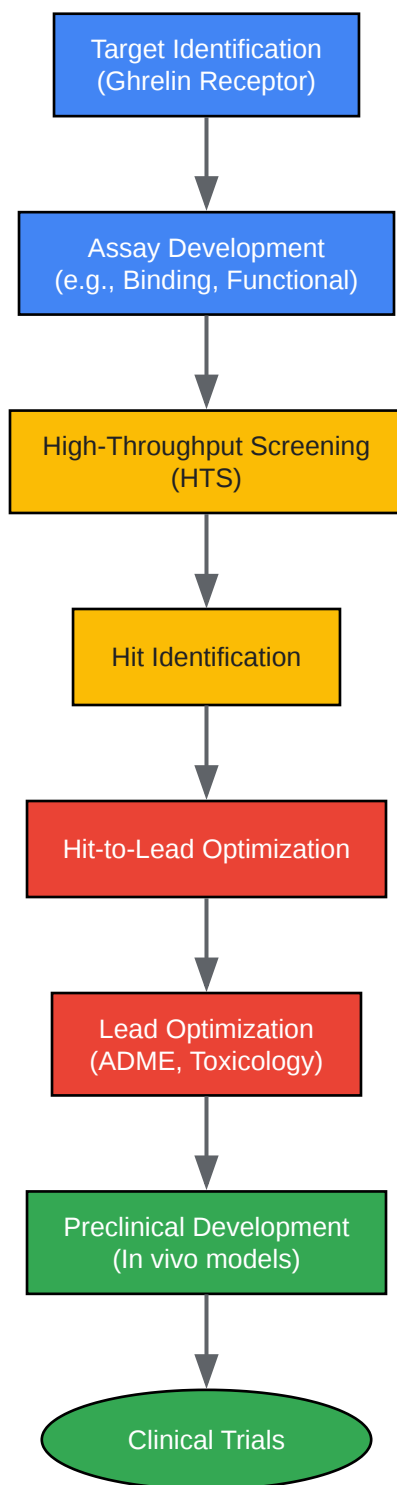 Target Identification
(Ghrelin Receptor)
Assay Development
(e.g., Binding, Functional)
High-Throughput Screening
(HTS)
Hit Identification
Hit-to-Lead Optimization
Lead Optimization
(ADME, Toxicology)
Preclinical Development
(In vivo models)
Clinical Trials